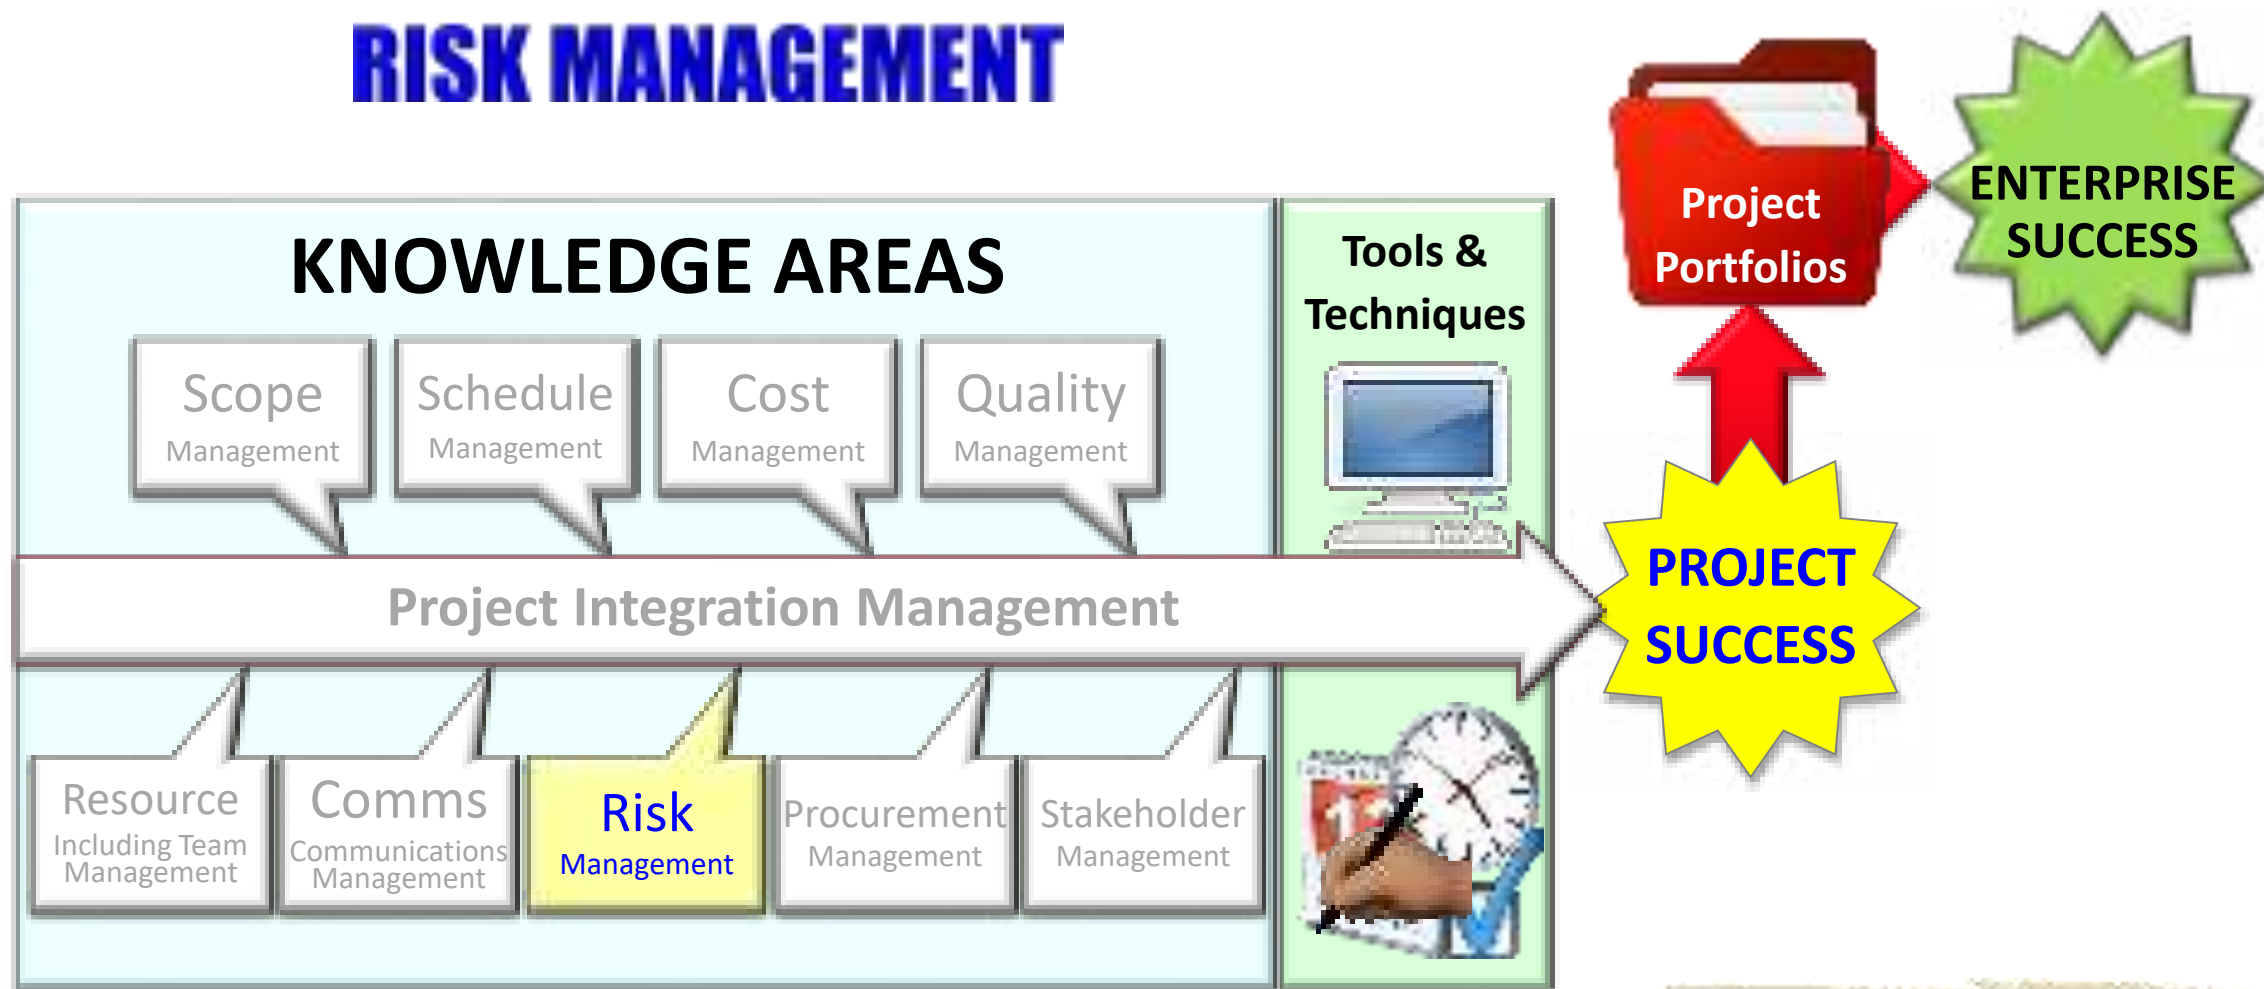 RISK MANAGEMENT
KNOWLEDGE AREAS
Scope
Management
Schedule
Management
Cost
Management
Quality
Management
Tools &
Techniques
Project
Portfolios
ENTERPRISE
SUCCESS
Project Integration Management
PROJECT
SUCCESS
Resource
Including Team
Management
Comms
Communications
Management
Risk
Management
Procurement
Management
Stakeholder
Management